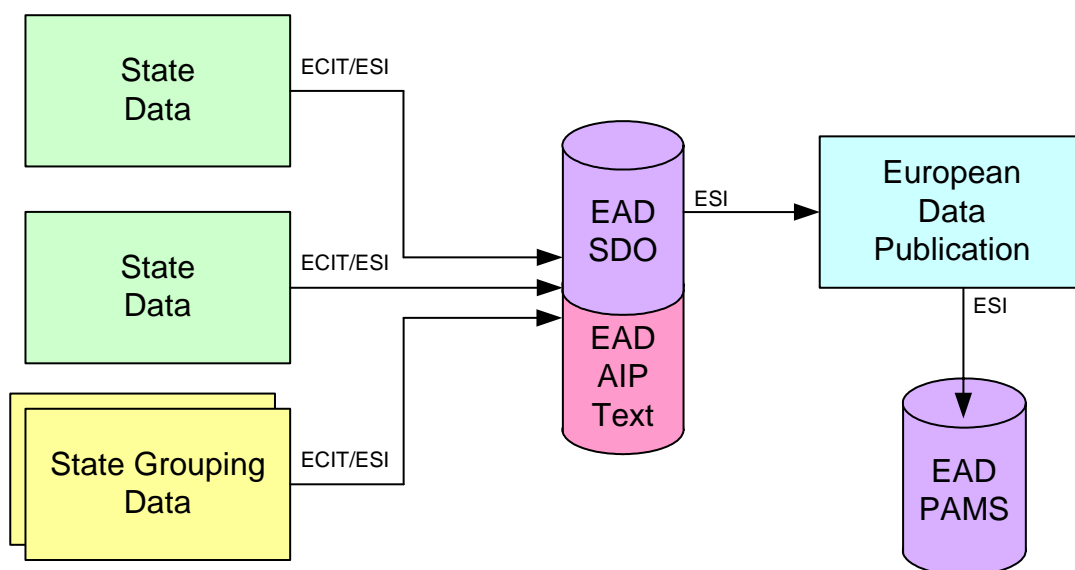 State
Data
ECIT/ESI
State
Data
ECIT/ESI
State Grouping
Data
ECIT/ESI
EAD
SDO
EAD
AIP
Text
ESI
European
Data
Publication
ESI
EAD
PAMS